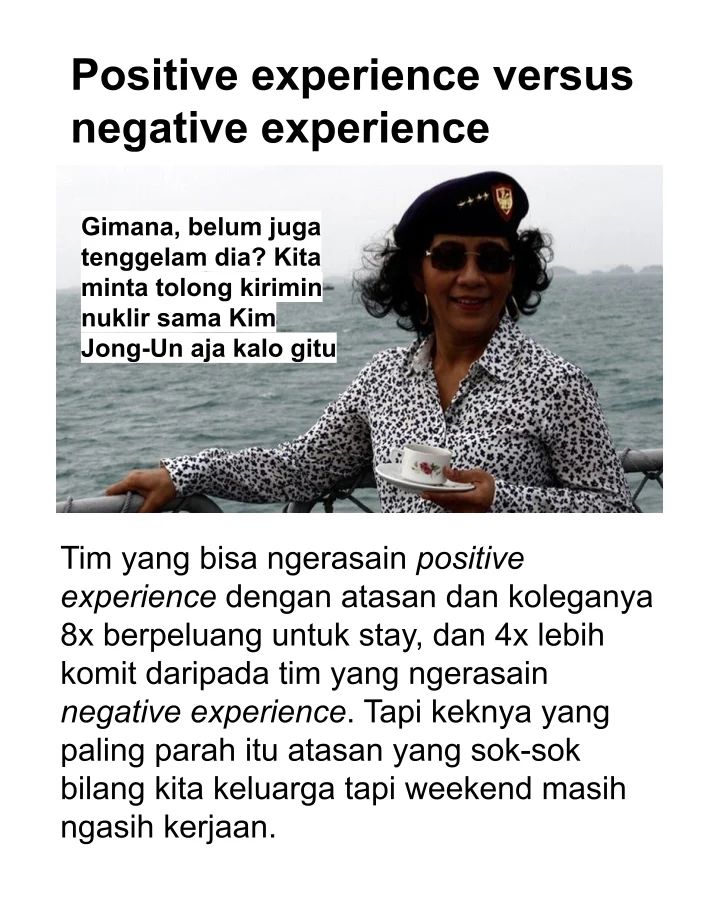 Positive experience versus
negative experience
Gimana, belum juga
tenggelam dia? Kita
minta tolong kirimin
nuklir sama Kim
Jong-Un aja kalo gitu
Tim yang bisa ngerasain positive
experience dengan atasan dan koleganya
8x berpeluang untuk stay, dan 4x lebih
komit daripada tim yang ngerasain
negative experience. Tapi keknya yang
paling parah itu atasan yang sok-sok
bilang kita keluarga tapi weekend masih
ngasih kerjaan.